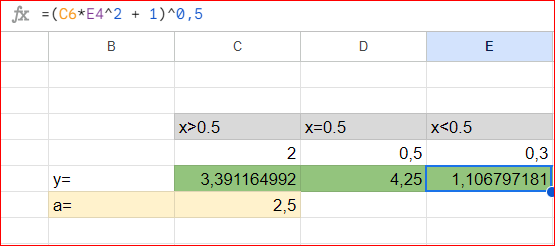 fx =(C6*E4^2 + 1)^0,5
B C D E
x>0.5 x=0.5 x<0.5
2 0,5 0,3
y= 3,391164992 4,25 1,106797181
a= 2,5